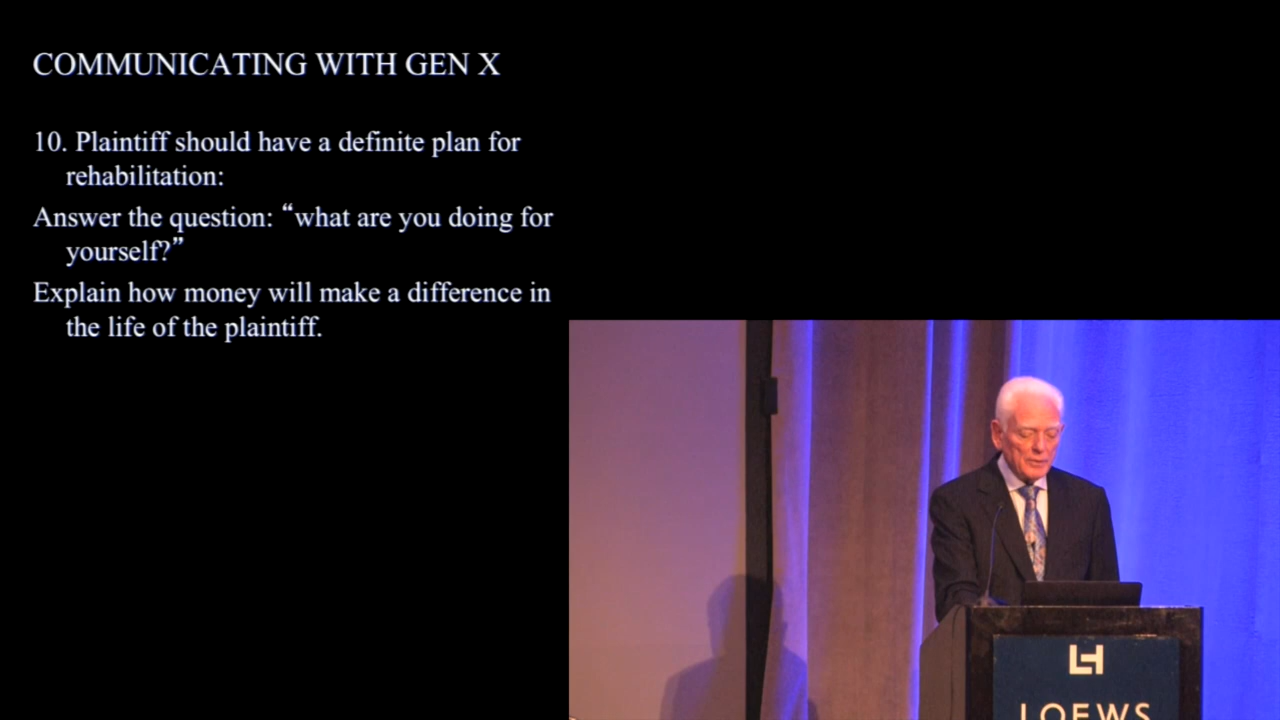 COMMUNICATING WITH GEN X
10. Plaintiff should have a definite plan for
rehabilitation:
Answer the question: “what are you doing for
yourself?”
Explain how money will make a difference in
the life of the plaintiff.
LH
LOEWS